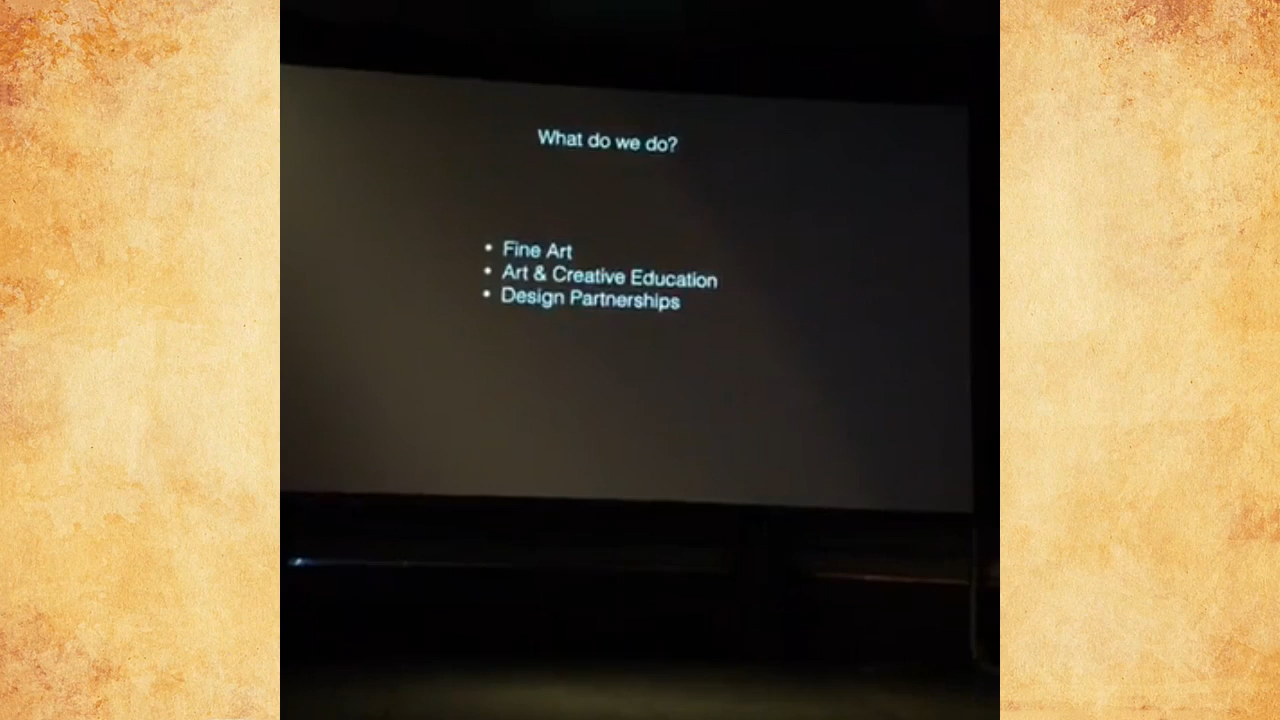 What do we do?
• Fine Art
• Art & Creative Education
• Design Partnerships